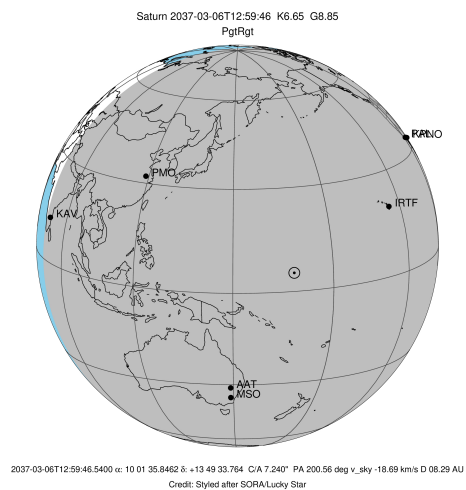 Saturn 2037-03-06T12:59:46 K6.65 G8.85
PgtRgt
PMO
KAV
IRTF
AAT
MSO
2037-03-06T12:59:46.5400 α: 10 01 35.8462 δ: +13 49 33.764 C/A 7.240" PA 200.56 deg v_sky -18.69 km/s D 08.29 AU
Credit: Styled after SORA/Lucky Star